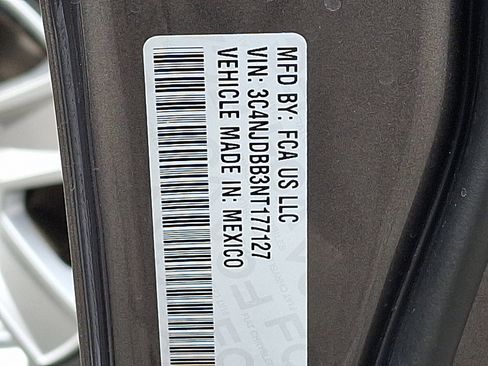 MFD BY: FCA US LLC
VIN: 3C4NJDBB3NT177127
VEHICLE MADE IN: MEXICO